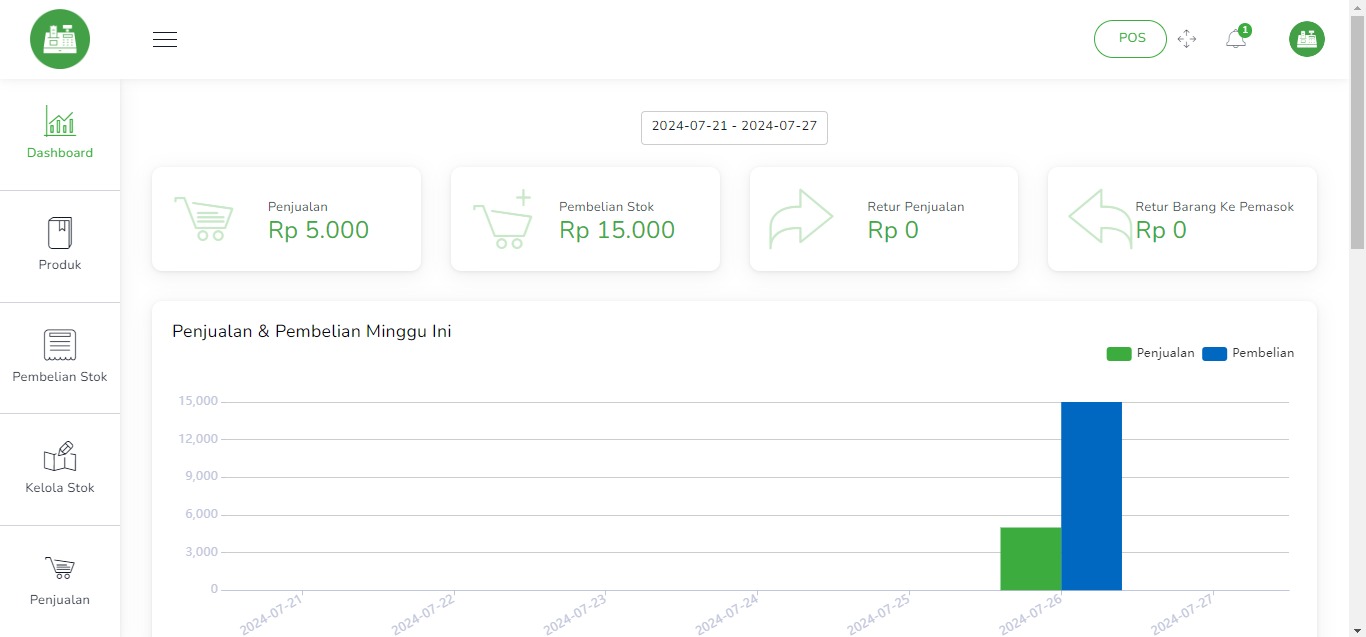 POS
1
Dashboard
Produk
Pembelian Stok
Kelola Stok
Penjualan
2024-07-21 - 2024-07-27
Penjualan
Rp 5.000
Pembelian Stok
Rp 15.000
Retur Penjualan
Rp 0
Retur Barang Ke Pemasok
Rp 0
Penjualan & Pembelian Minggu Ini
Penjualan
Pembelian
15,000
12,000
9,000
6,000
3,000
0
2024-07-21
2024-07-22
2024-07-23
2024-07-24
2024-07-25
2024-07-26
2024-07-27